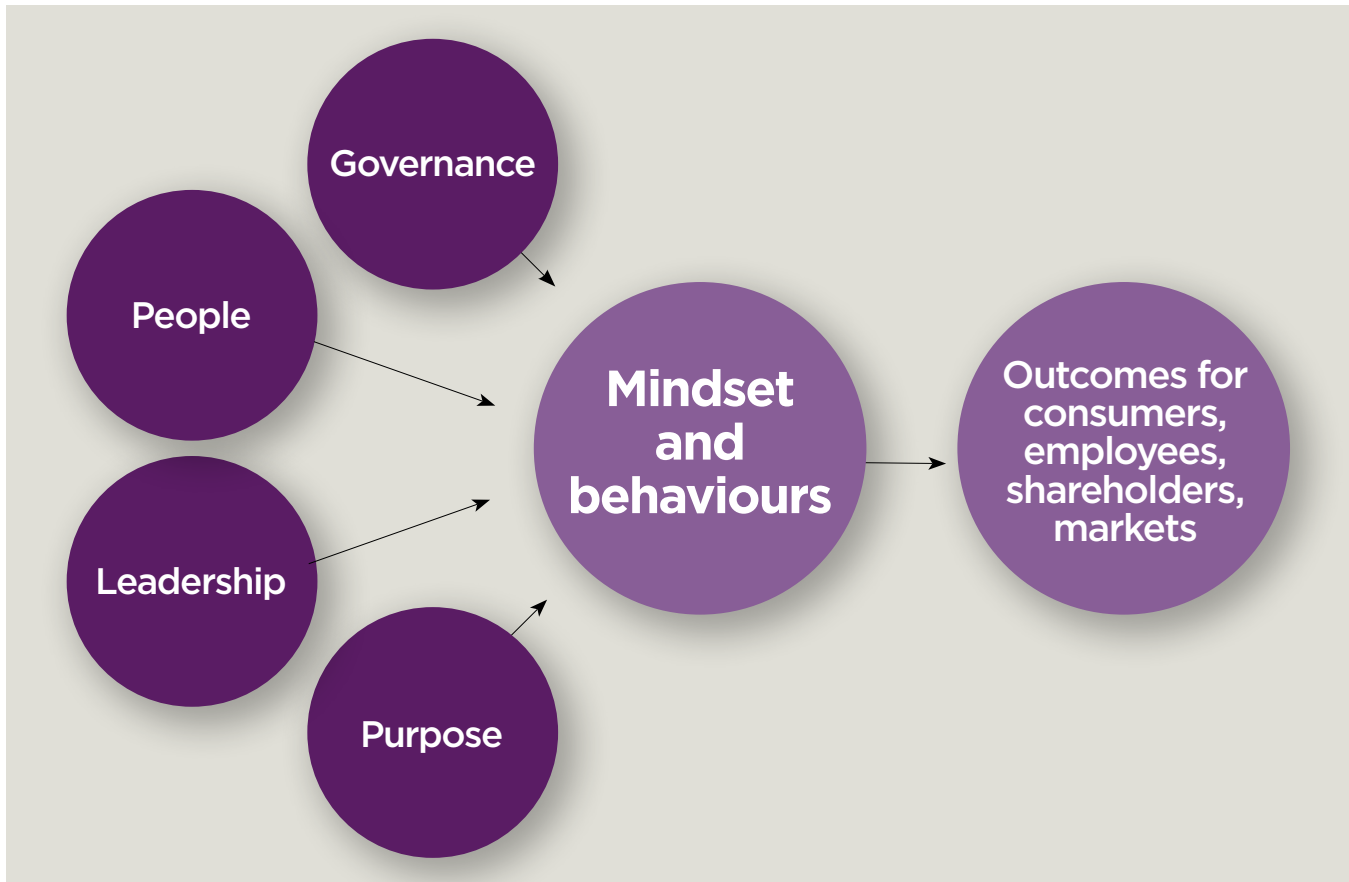 Governance
People
Leadership
Purpose
Mindset
and
behaviours
Outcomes for
consumers,
employees,
shareholders,
markets